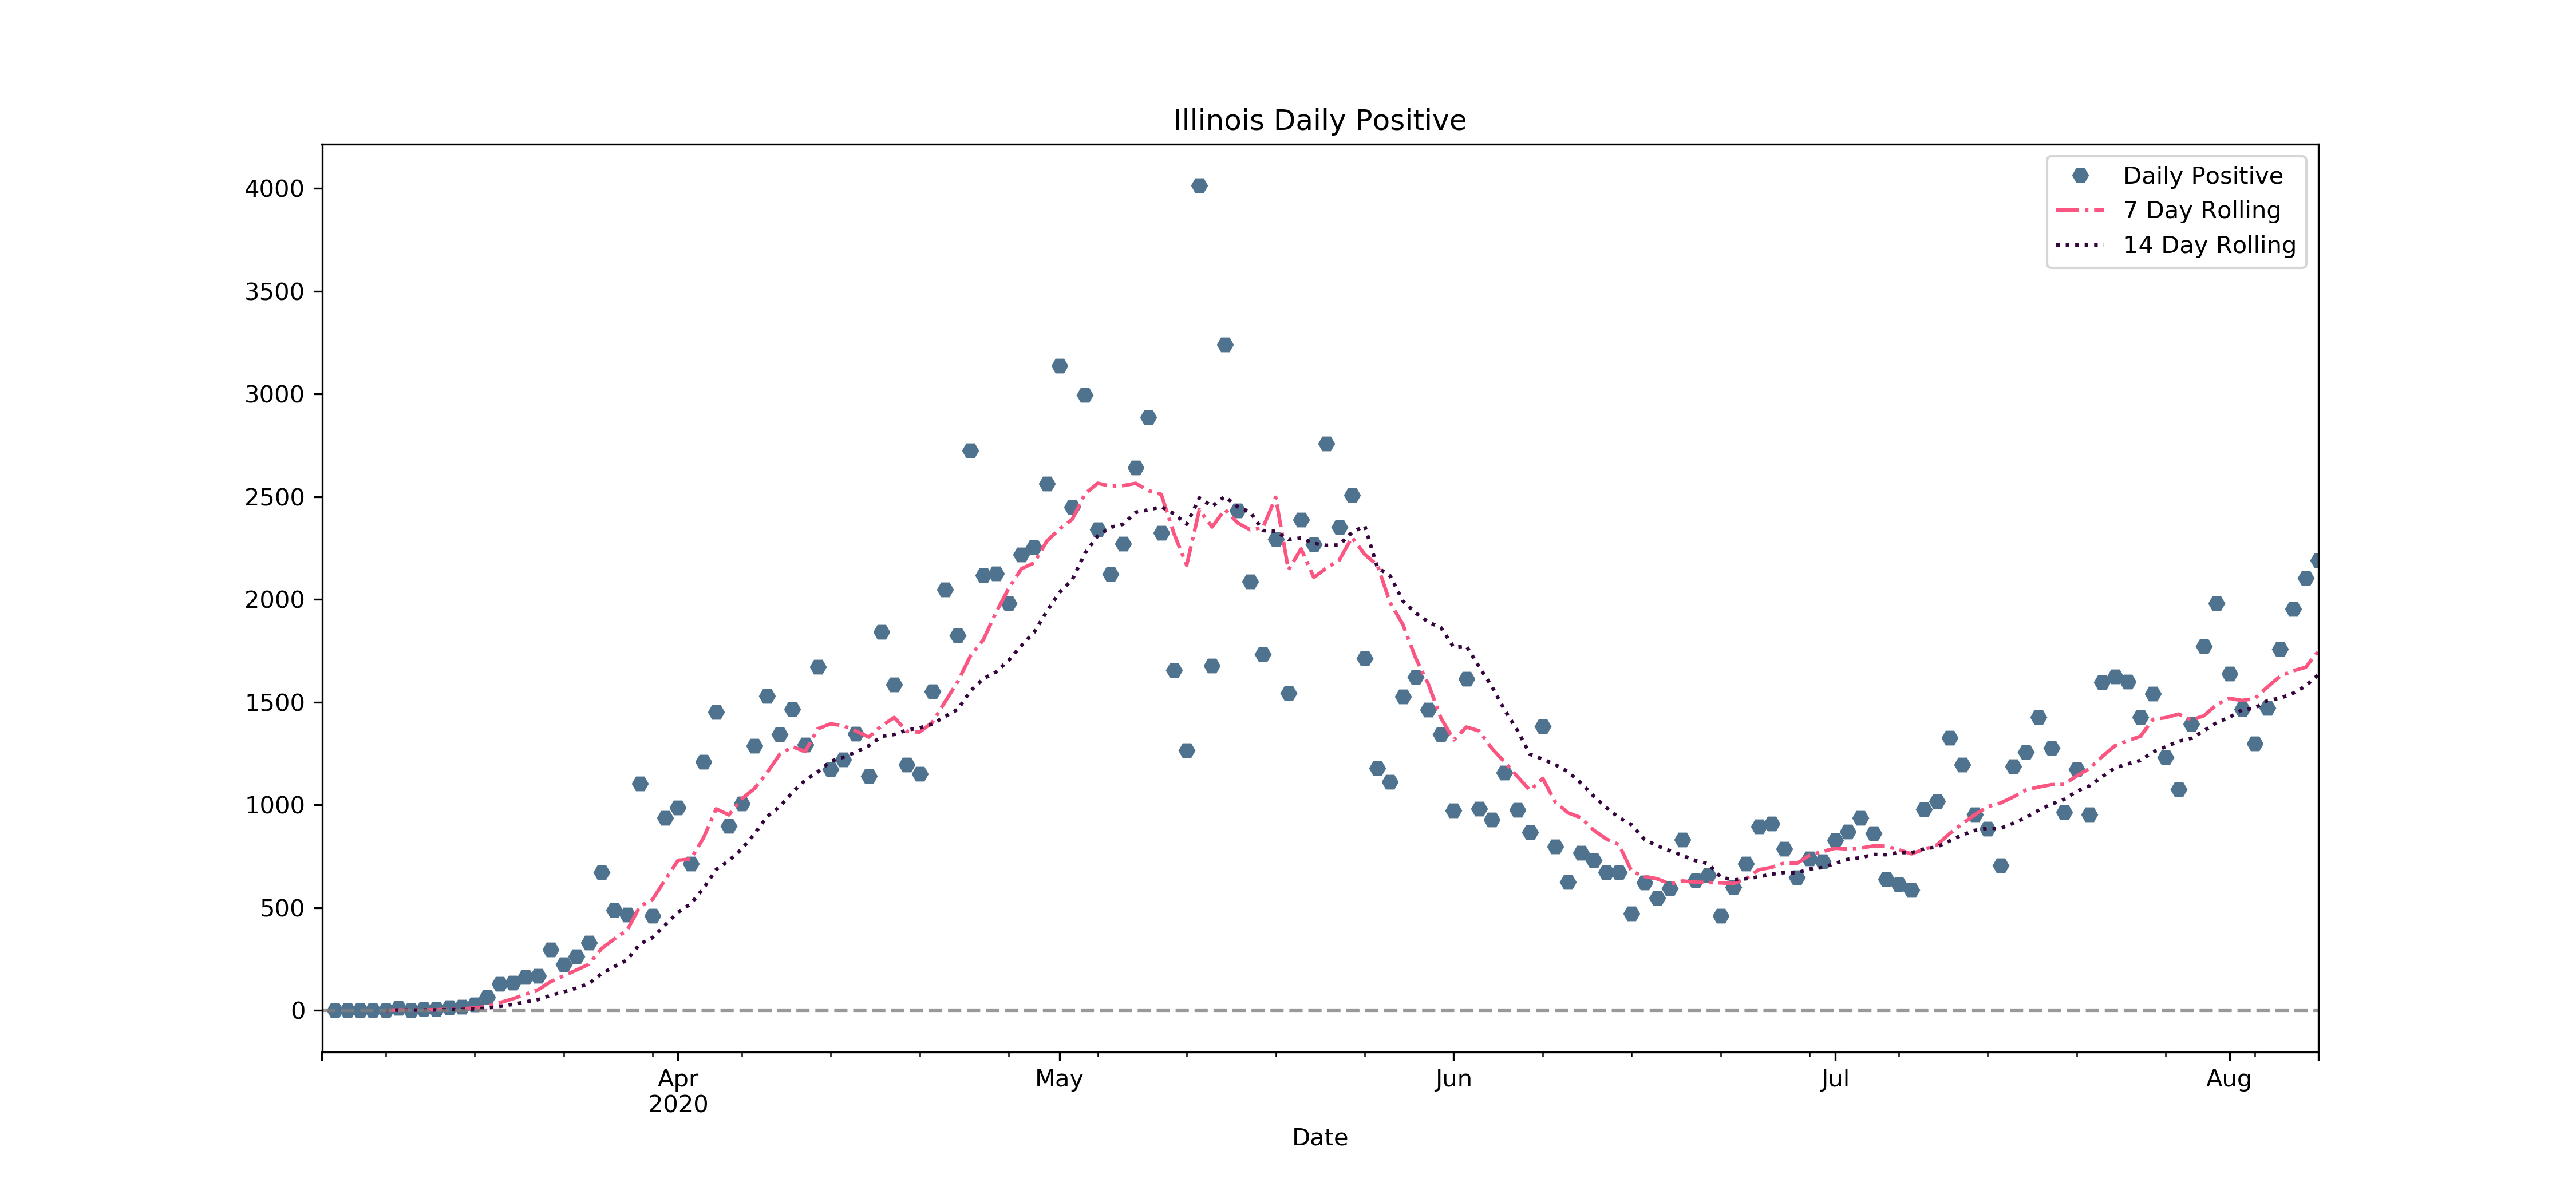 Illinois Daily Positive
4000
3500
3000
2500
2000
1500
1000
500
0
Daily Positive
7 Day Rolling
14 Day Rolling
Apr
2020
May
Jun
Jul
Aug
Date